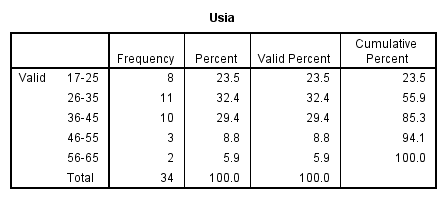 Usia
Frequency Percent Valid Percent Cumulative Percent
Valid 17-25 8 23.5 23.5 23.5
26-35 11 32.4 32.4 55.9
36-45 10 29.4 29.4 85.3
46-55 3 8.8 8.8 94.1
56-65 2 5.9 5.9 100.0
Total 34 100.0 100.0